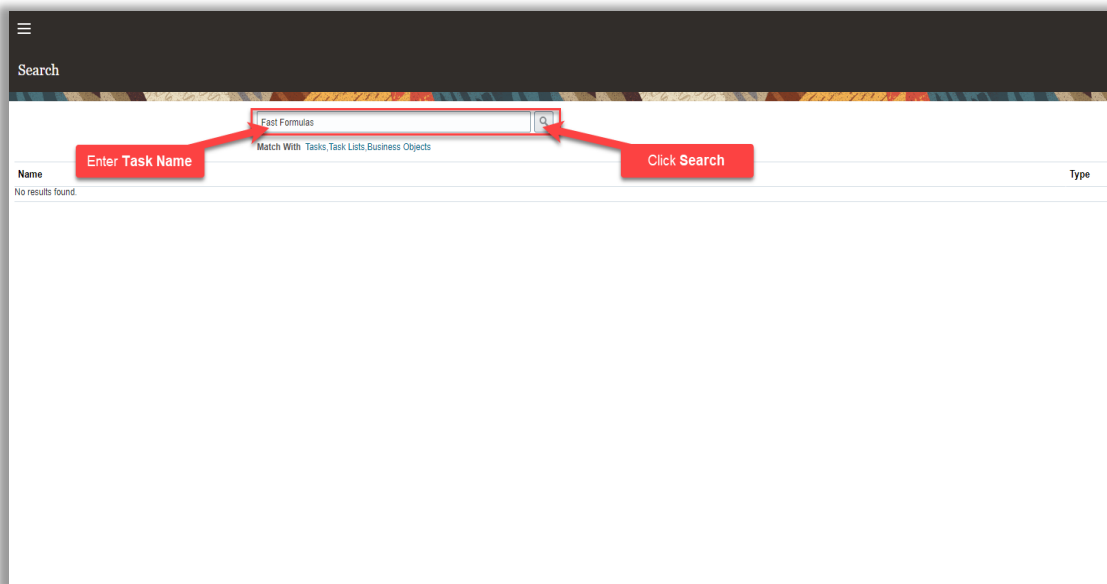 Search
Fast Formulas
Match With Tasks,Task Lists,Business Objects
Enter Task Name
Click Search
Name Type
No results found.